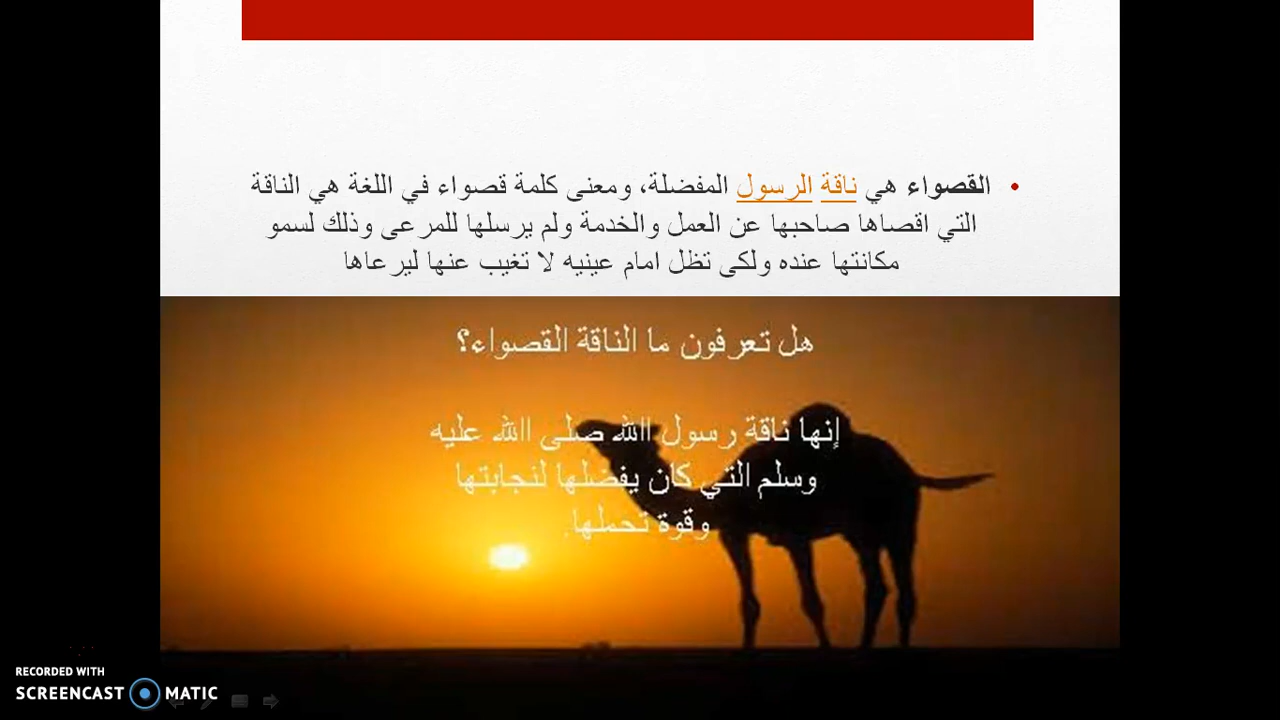 القصواء هي ناقة الرسول المفضلة، ومعنى كلمة قصواء في اللغة هي الناقة
التي اقصاها صاحبها عن العمل والخدمة ولم يرسلها للمرعى وذلك لسمو
مكانتها عنده ولكى تظل امام عينيه لا تغيب عنها ليرعاها
هل تعرفون ما الناقة القصواء؟
إنها ناقة رسول الله صلى الله عليه
وسلم التي كان يفضلها لنجابتها
وقوة تحملها.
RECORDED WITH
SCREENCAST MATIC